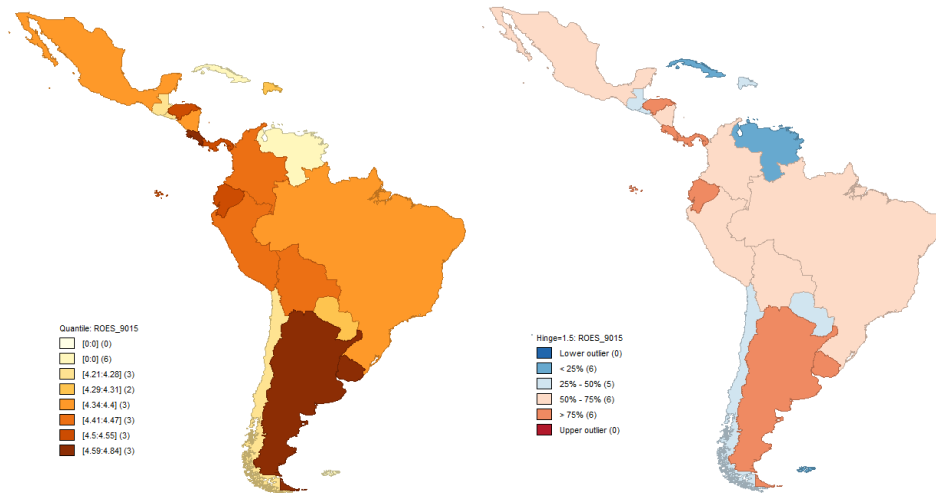 Quantile: ROES_9015
[0:0] (0)
[0:0] (6)
[4.21:4.28] (3)
[4.29:4.31] (2)
[4.34:4.4] (3)
[4.41:4.47] (3)
[4.5:4.55] (3)
[4.59:4.84] (3)
Hinge=1.5: ROES_9015
Lower outlier (0)
< 25% (6)
25% - 50% (5)
50% - 75% (6)
> 75% (6)
Upper outlier (0)